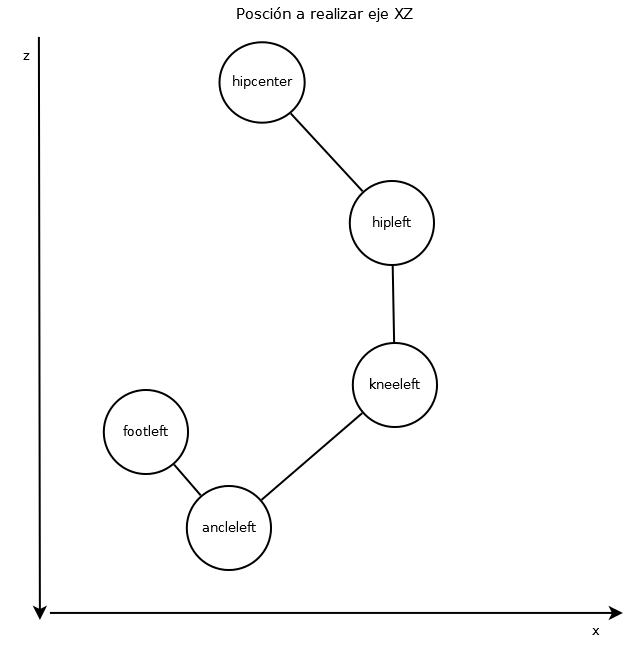 Posción a realizar eje XZ
z
hipcenter
hipleft
kneeleft
footleft
ancleleft
x